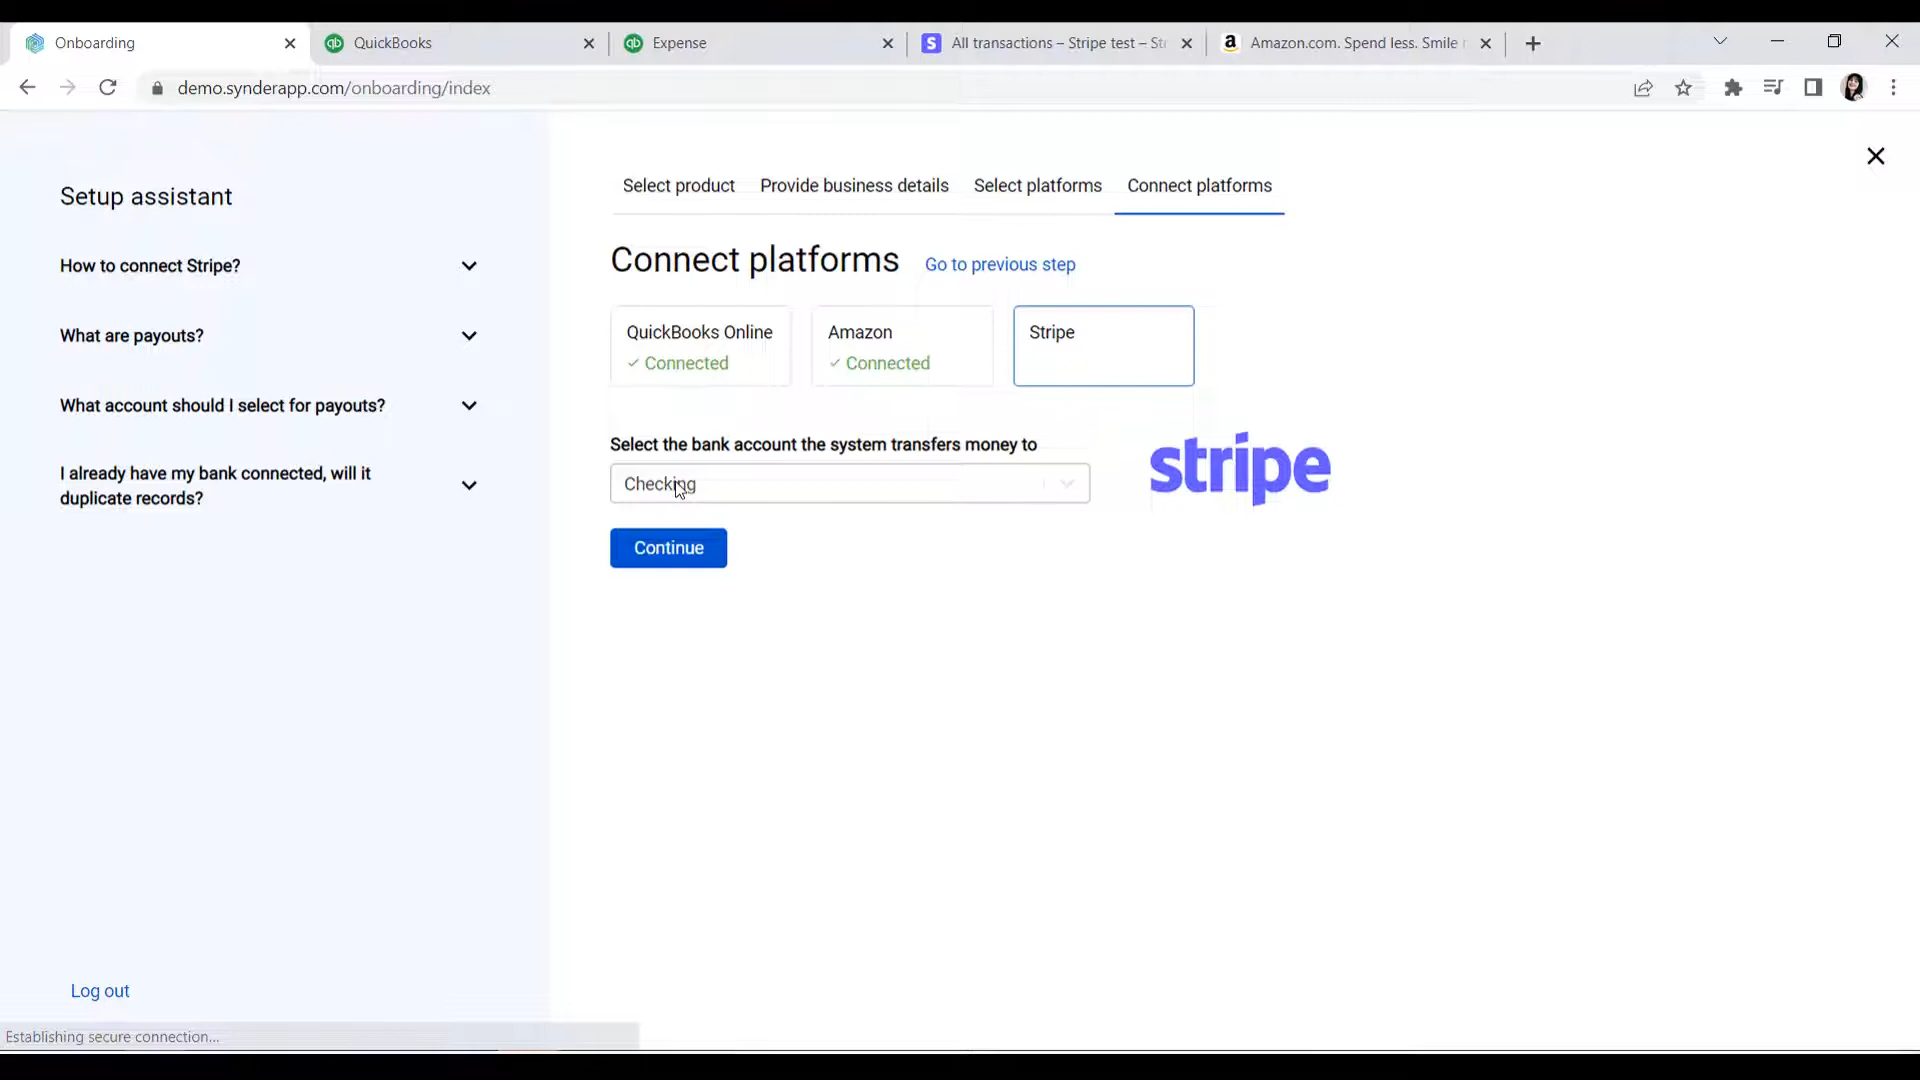 Onboarding
QuickBooks
Expense
All transactions – Stripe test – Str
Amazon.com. Spend less. Smile
demo.synderapp.com/onboarding/index
Setup assistant
How to connect Stripe?
What are payouts?
What account should I select for payouts?
I already have my bank connected, will it
duplicate records?
Log out
Establishing secure connection...
Select product
Provide business details
Select platforms
Connect platforms
Connect platforms
Go to previous step
QuickBooks Online
Connected
Amazon
Connected
Stripe
Select the bank account the system transfers money to
Checking
stripe
Continue